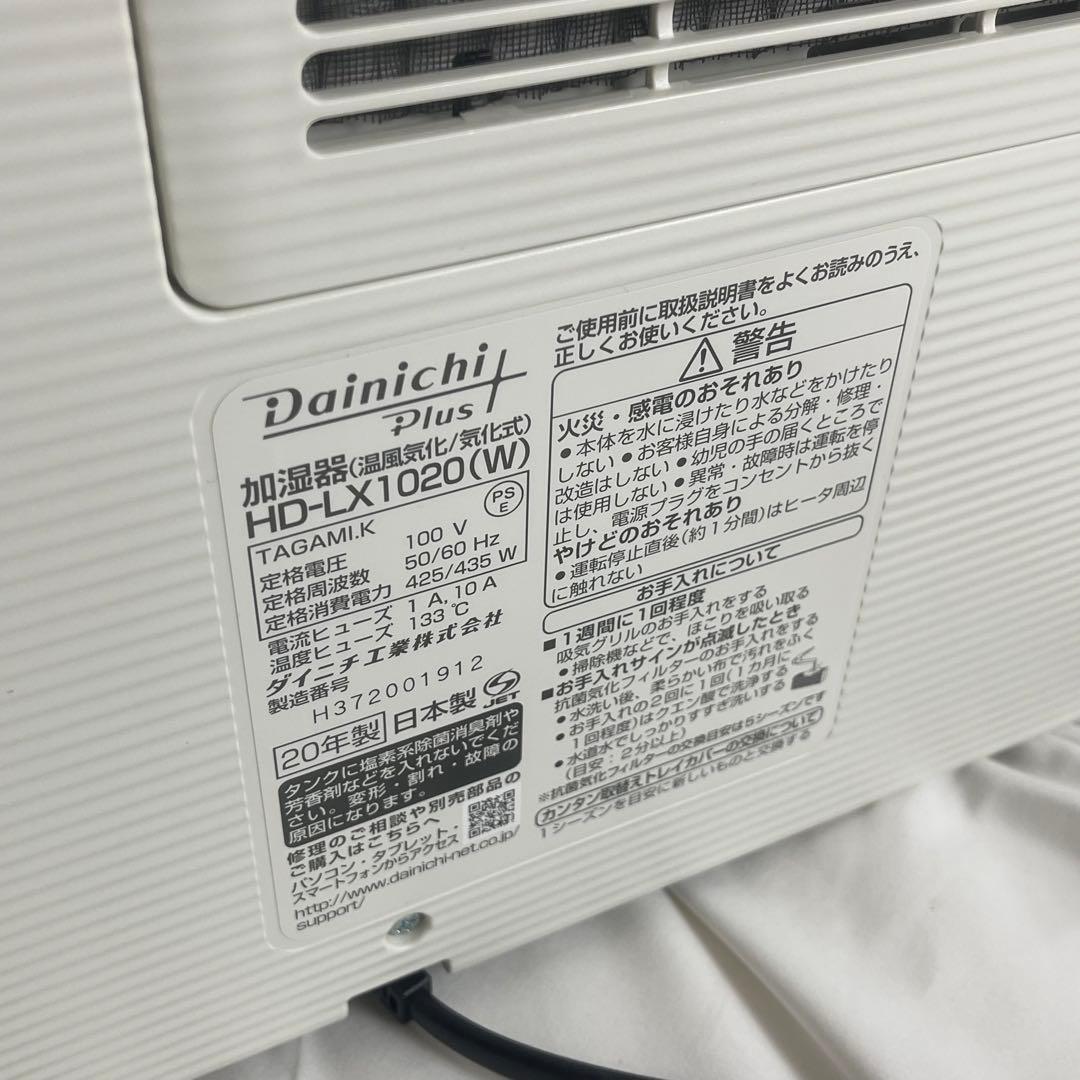 Dainichi
Plus
加湿器(温風気化/気化式)
HD-LX1020(W)
TAGAMI.K
PS
E
定格電圧 100 V
定格周波数 50/60 Hz
定格消費電力 425/435 W
電流ヒューズ 1 A,10 A
温度ヒューズ 133℃
ダイニチ工業株式会社
製造番号
H372001912
20年製 日本製 JET
タンクに塩素系除菌消臭剤や
芳香剤などを入れないでくだ
さい。変形・割れ・故障の
原因になります。
修理のご相談や別売部品の
ご購入はこちらへ
パソコン・タブレット・
スマートフォンからアクセス
http://www.dainichi-net.co.jp/
support/
ご使用前に取扱説明書をよくお読みのうえ、
正しくお使いください。
警告
火災・感電のおそれあり
●本体を水に浸けたり水などをかけたり
しない ●お客様自身による分解・修理・
改造はしない ●幼児の手の届くところで
は使用しない ●異常・故障時は運転を停
止し、電源プラグをコンセントから抜く
やけどのおそれあり
●運転停止直後(約1分間)はヒータ周辺
に触れない
お手入れについて
■1週間に1回程度
吸気グリルのお手入れをする
●掃除機などで、ほこりを吸い取る
■お手入れサインが点滅したとき
抗菌気化フィルターのお手入れをする
●水洗い後、柔らかい布で汚れをふく
●お手入れの2回に1回(1カ月に
1回程度)はクエン酸で洗浄する
●水道水でしっかりすすぎ洗いする
(目安:2分以上)
※抗菌気化フィルターの交換目安は5シーズンです
カンタン取替えトレイカバーの交換について
1シーズンを目安に新しいものと交換する